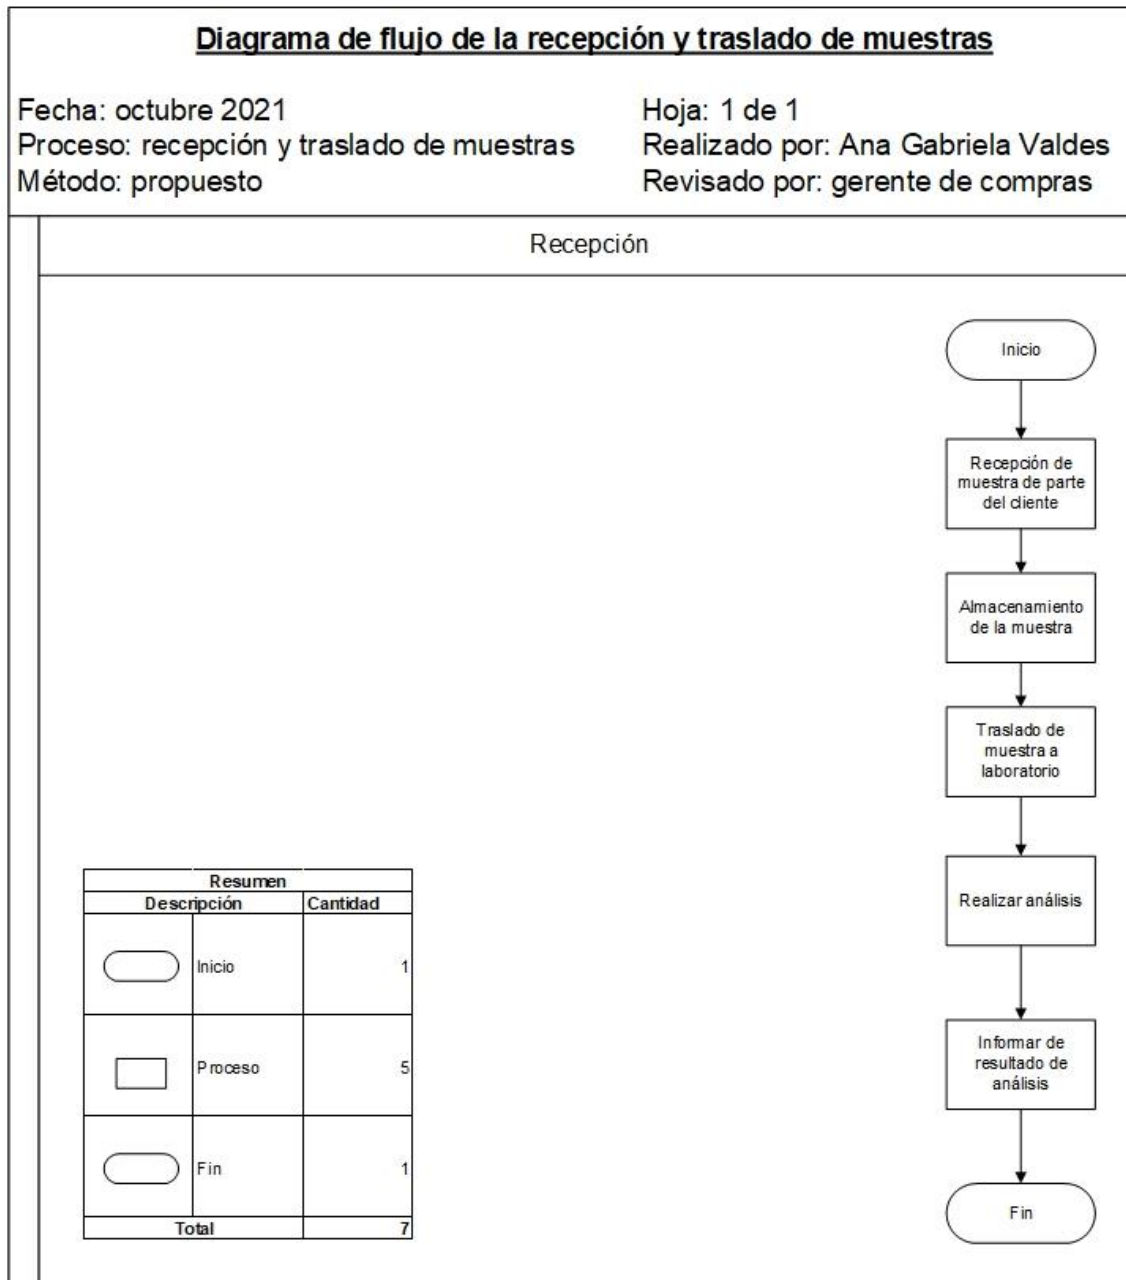 Diagrama de flujo de la recepción y traslado de muestras
Fecha: octubre 2021
Hoja: 1 de 1
Proceso: recepción y traslado de muestras
Realizado por: Ana Gabriela Valdes
Método: propuesto
Revisado por: gerente de compras
Recepción
Inicio
Recepción de
muestra de parte
del cliente
Almacenamiento
de la muestra
Traslado de
muestra a
laboratorio
Realizar análisis
Informar de
resultado de
análisis
Fin
Resumen
Descripción Cantidad
Inicio 1
Proceso 5
Fin 1
Total 7